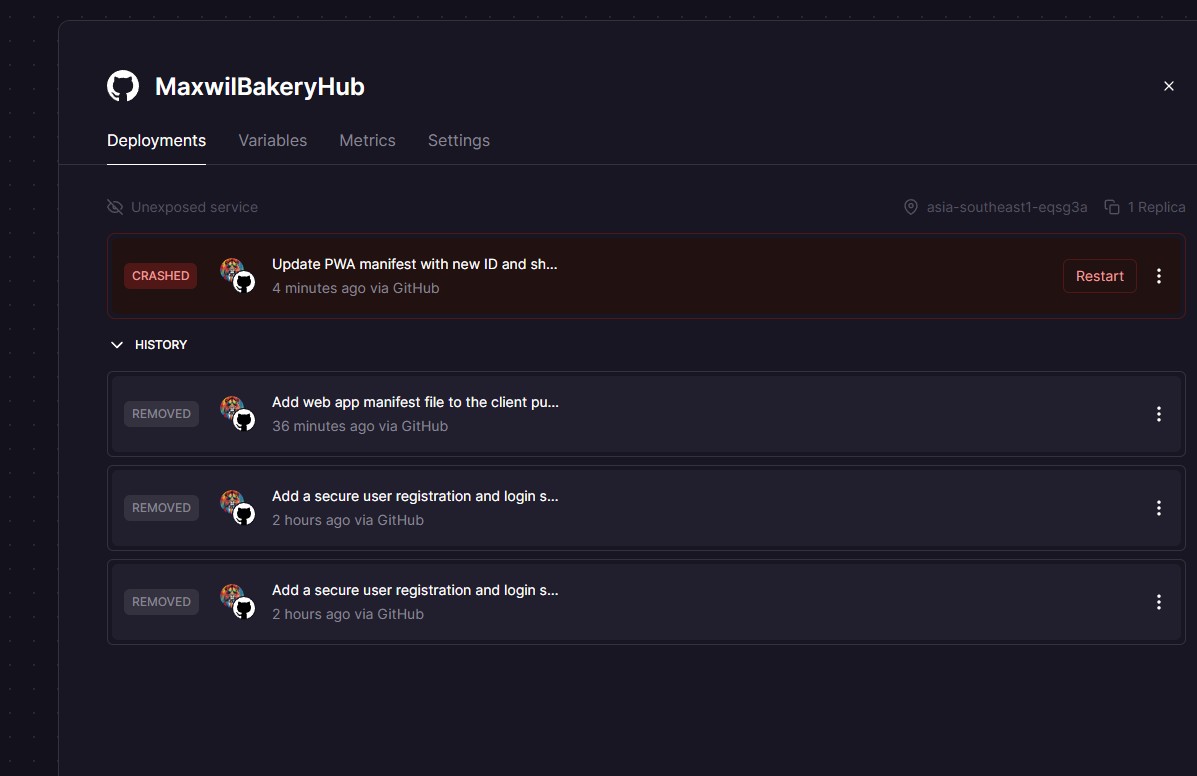 MaxwilBakeryHub
Deployments Variables Metrics Settings
Unexposed service asia-southeast1-eqsg3a 1 Replica
CRASHED Update PWA manifest with new ID and sh... Restart
4 minutes ago via GitHub
HISTORY
REMOVED Add web app manifest file to the client pu...
36 minutes ago via GitHub
REMOVED Add a secure user registration and login s...
2 hours ago via GitHub
REMOVED Add a secure user registration and login s...
2 hours ago via GitHub